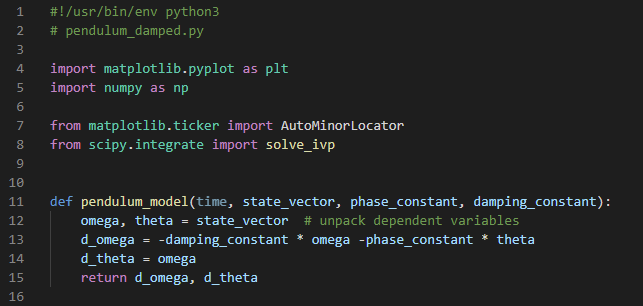 1 #!/usr/bin/env python3
2 # pendulum_damped.py
3
4 import matplotlib.pyplot as plt
5 import numpy as np
6
7 from matplotlib.ticker import AutoMinorLocator
8 from scipy.integrate import solve_ivp
9
10
11 def pendulum_model(time, state_vector, phase_constant, damping_constant):
12     omega, theta = state_vector  # unpack dependent variables
13     d_omega = -damping_constant * omega -phase_constant * theta
14     d_theta = omega
15     return d_omega, d_theta
16